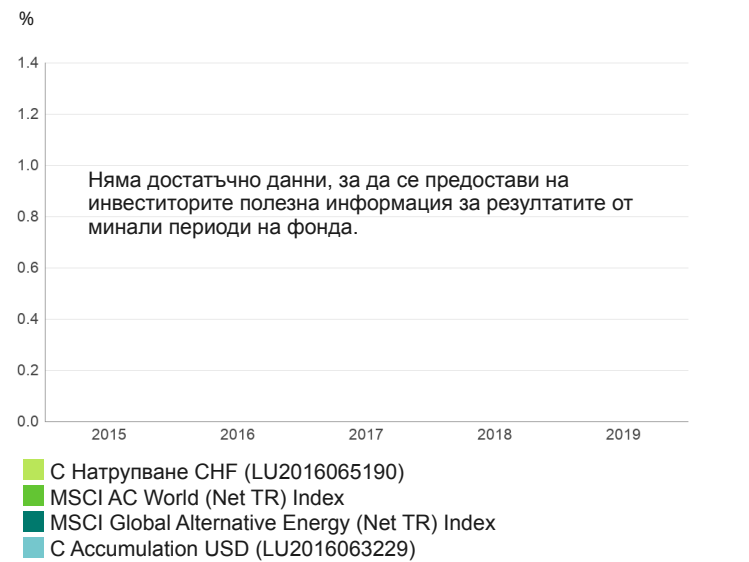 %
1.4
1.2
1.0
Няма достатъчно данни, за да се предостави на
инвеститорите полезна информация за резултатите от
минали периоди на фонда.
0.8
0.6
0.4
0.2
0.0
2015 2016 2017 2018 2019
С Натрупване CHF (LU2016065190)
MSCI AC World (Net TR) Index
MSCI Global Alternative Energy (Net TR) Index
C Accumulation USD (LU2016063229)